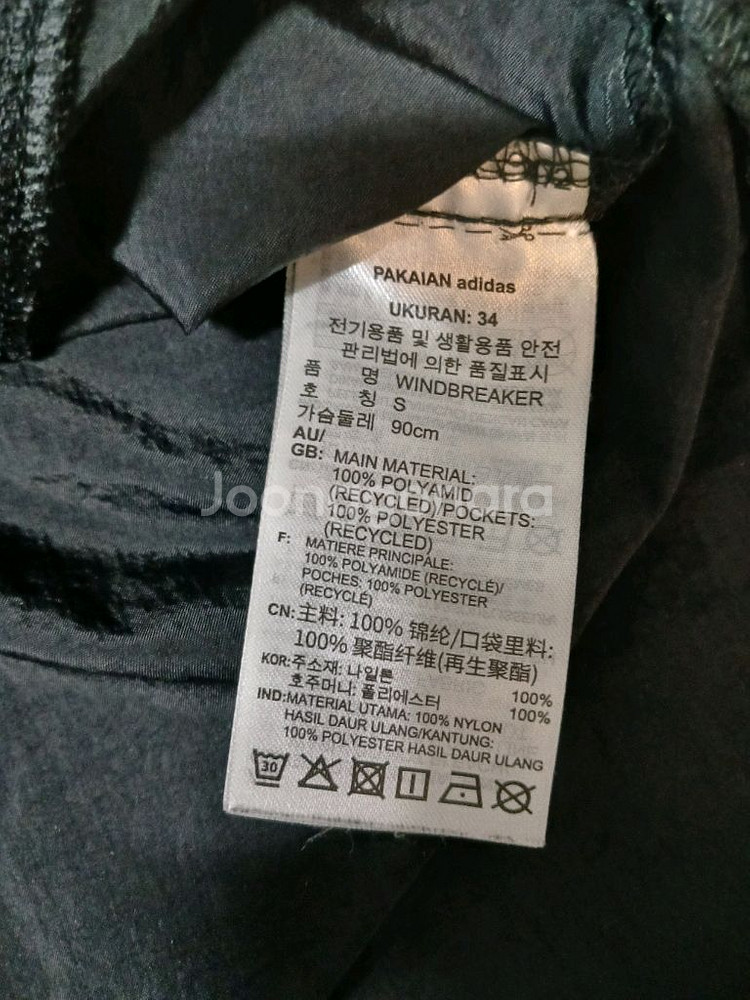 PAKAIAN adidas
UKURAN: 34
전기용품 및 생활용품 안전
관리법에 의한 품질표시
품 명 WINDBREAKER
호 칭 S
가슴둘레 90cm
AU/
GB: MAIN MATERIAL:
100% POLYAMID
(RECYCLED)/POCKETS:
100% POLYESTER
(RECYCLED)
F: MATIERE PRINCIPALE:
100% POLYAMIDE (RECYCLÉ)/
POCHES: 100% POLYESTER
(RECYCLÉ)
CN:主料: 100% 锦纶/口袋里料:
100% 聚酯纤维(再生聚酯)
KOR:주소재: 나일론 100%
호주머니: 폴리에스터 100%
IND:MATERIAL UTAMA: 100% NYLON
HASIL DAUR ULANG/KANTUNG:
100% POLYESTER HASIL DAUR ULANG
30